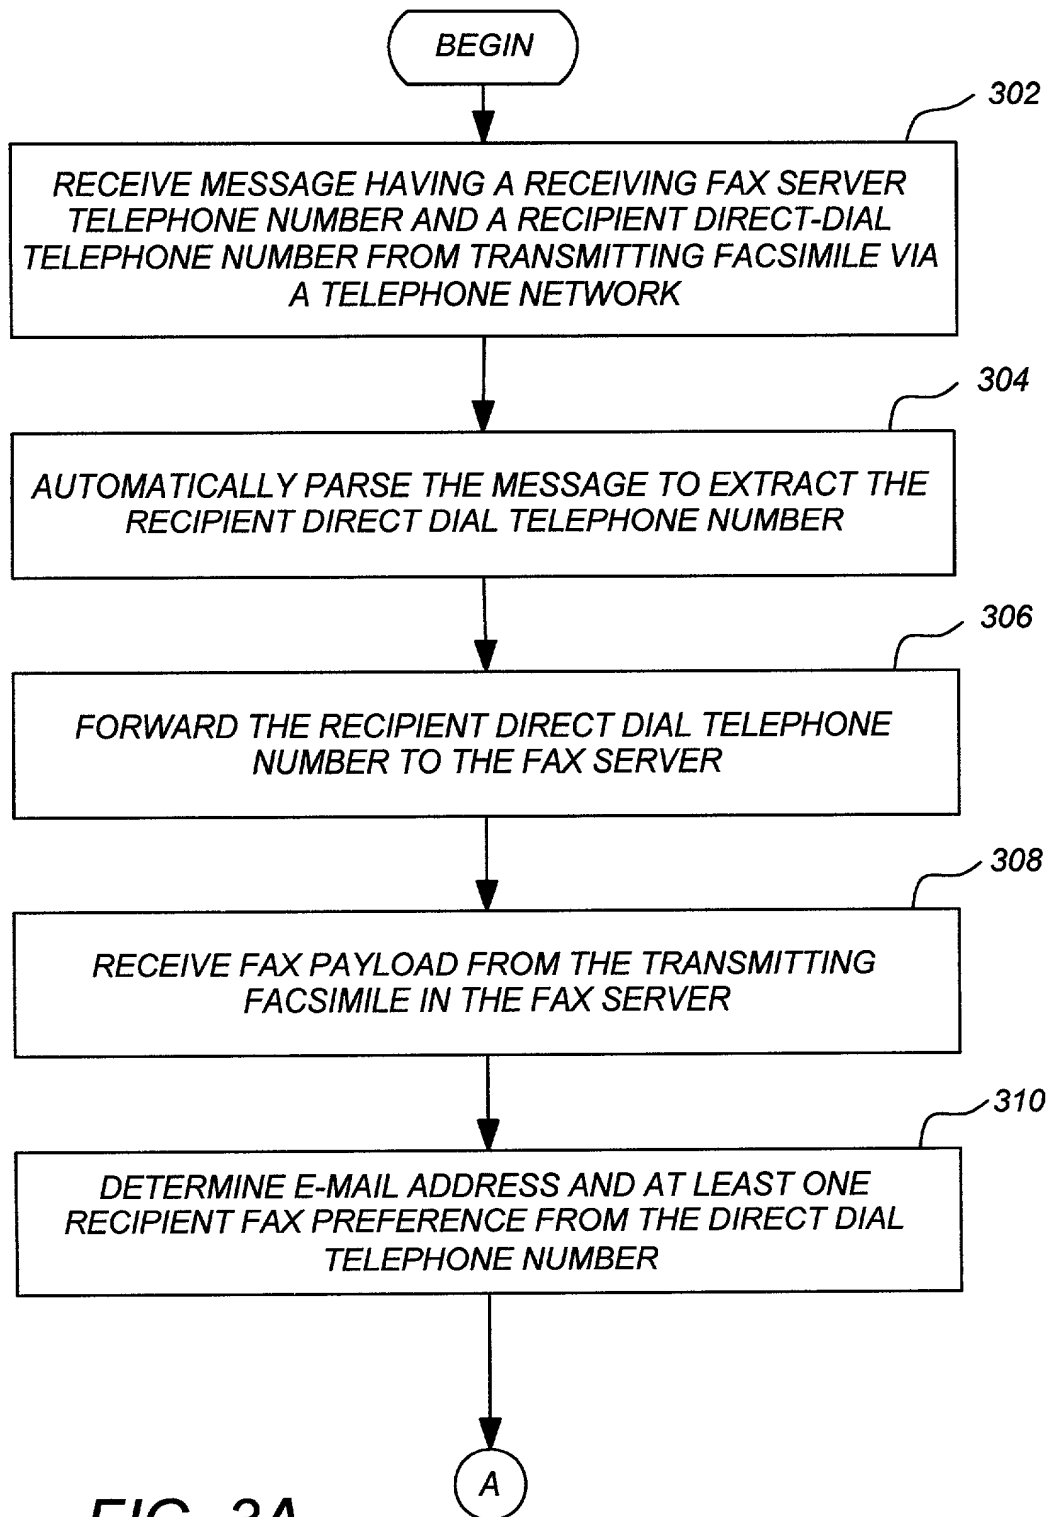 BEGIN
302
RECEIVE MESSAGE HAVING A RECEIVING FAX SERVER
TELEPHONE NUMBER AND A RECIPIENT DIRECT-DIAL
TELEPHONE NUMBER FROM TRANSMITTING FACSIMILE VIA
A TELEPHONE NETWORK
304
AUTOMATICALLY PARSE THE MESSAGE TO EXTRACT THE
RECIPIENT DIRECT DIAL TELEPHONE NUMBER
306
FORWARD THE RECIPIENT DIRECT DIAL TELEPHONE
NUMBER TO THE FAX SERVER
308
RECEIVE FAX PAYLOAD FROM THE TRANSMITTING
FACSIMILE IN THE FAX SERVER
310
DETERMINE E-MAIL ADDRESS AND AT LEAST ONE
RECIPIENT FAX PREFERENCE FROM THE DIRECT DIAL
TELEPHONE NUMBER
A
FIG. 3A